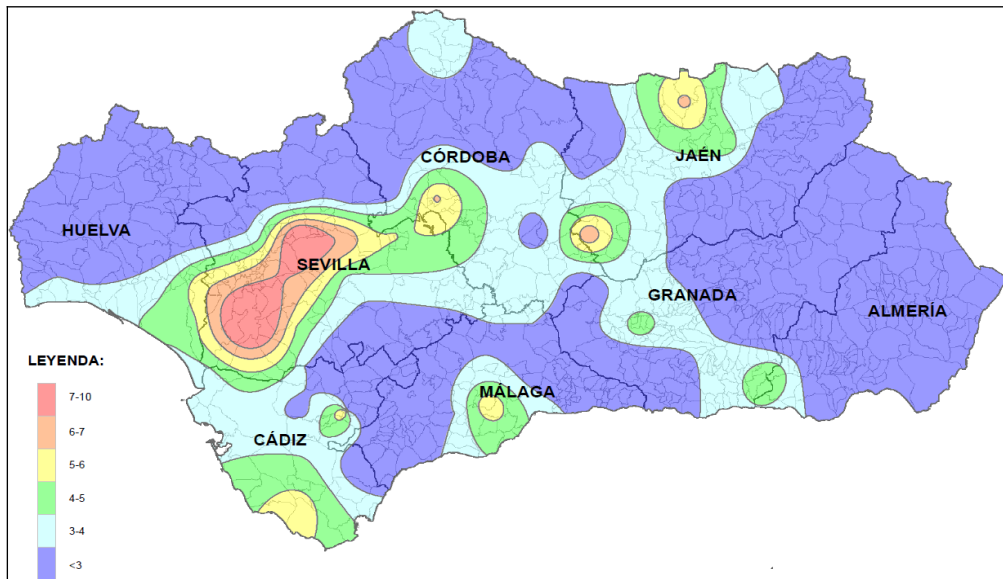 CÓRDOBA
JAÉN
HUELVA
SEVILLA
GRANADA
ALMERÍA
LEYENDA:
7-10
6-7
5-6
4-5
3-4
<3
MÁLAGA
CÁDIZ